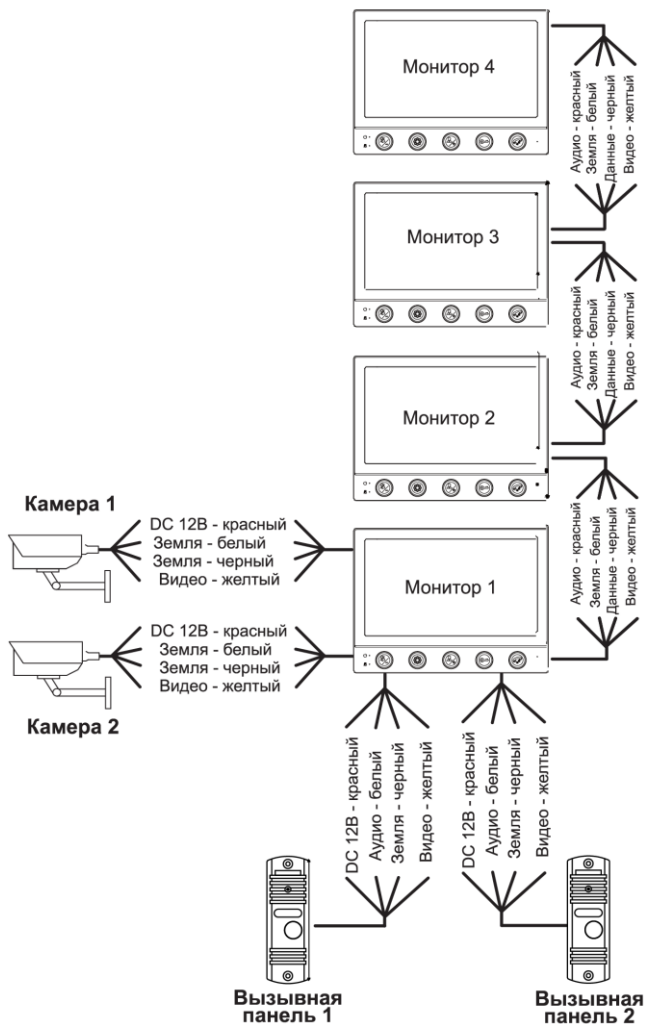 Монитор 4
Аудио - красный
Земля - белый
Данные - черный
Видео - желтый
Монитор 3
Аудио - красный
Земля - белый
Данные - черный
Видео - желтый
Монитор 2
Аудио - красный
Земля - белый
Данные - черный
Видео - желтый
Камера 1
DC 12В - красный
Земля - белый
Земля - черный
Видео - желтый
Монитор 1
DC 12В - красный
Земля - белый
Земля - черный
Видео - желтый
Камера 2
DC 12В - красный
Аудио - белый
Земля - черный
Видео - желтый
DC 12В - красный
Аудио - белый
Земля - черный
Видео - желтый
Вызывная
панель 1
Вызывная
панель 2